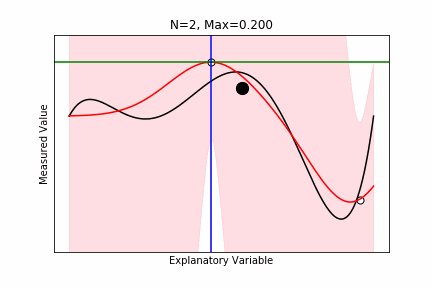 N=2, Max=0.200
Measured Value
Explanatory Variable